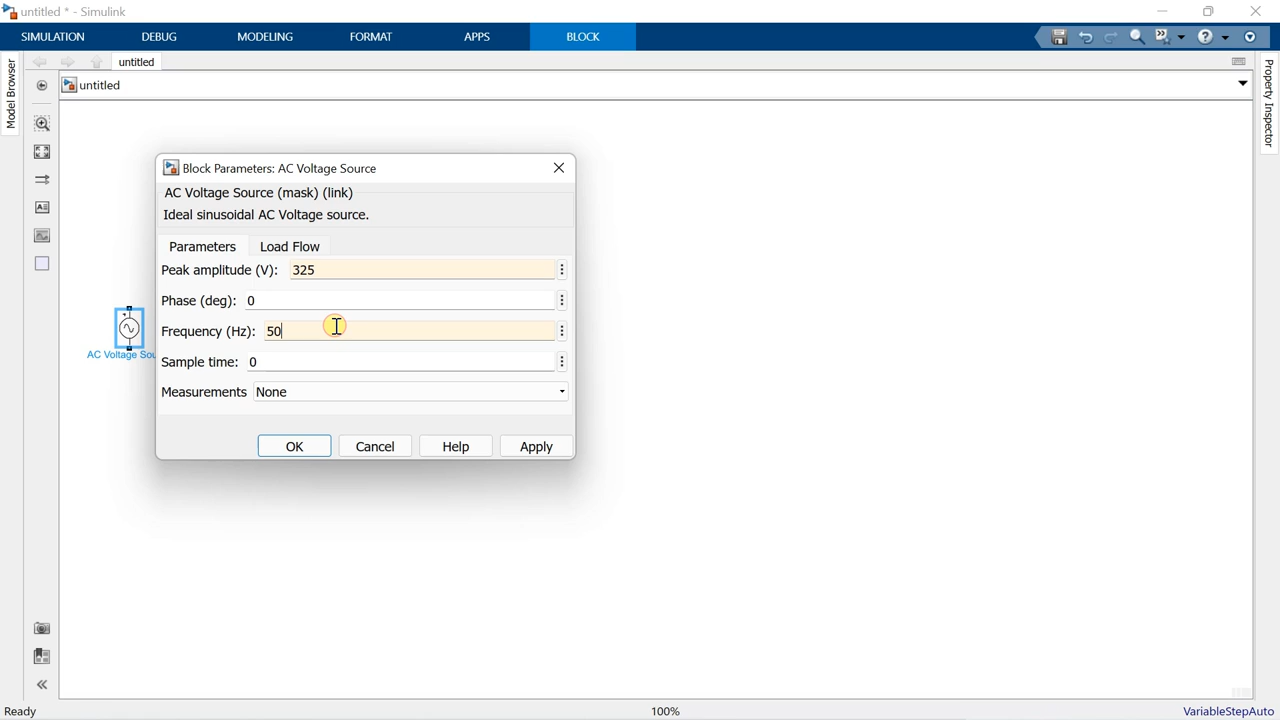 untitled * - Simulink
SIMULATION DEBUG MODELING FORMAT APPS BLOCK
untitled
Model Browser
untitled
Property Inspector
Block Parameters: AC Voltage Source
AC Voltage Source (mask) (link)
Ideal sinusoidal AC Voltage source.
Parameters Load Flow
Peak amplitude (V): 325
Phase (deg): 0
Frequency (Hz): 50
AC Voltage Sou
Sample time: 0
Measurements None
OK Cancel Help Apply
Ready 100% VariableStepAuto